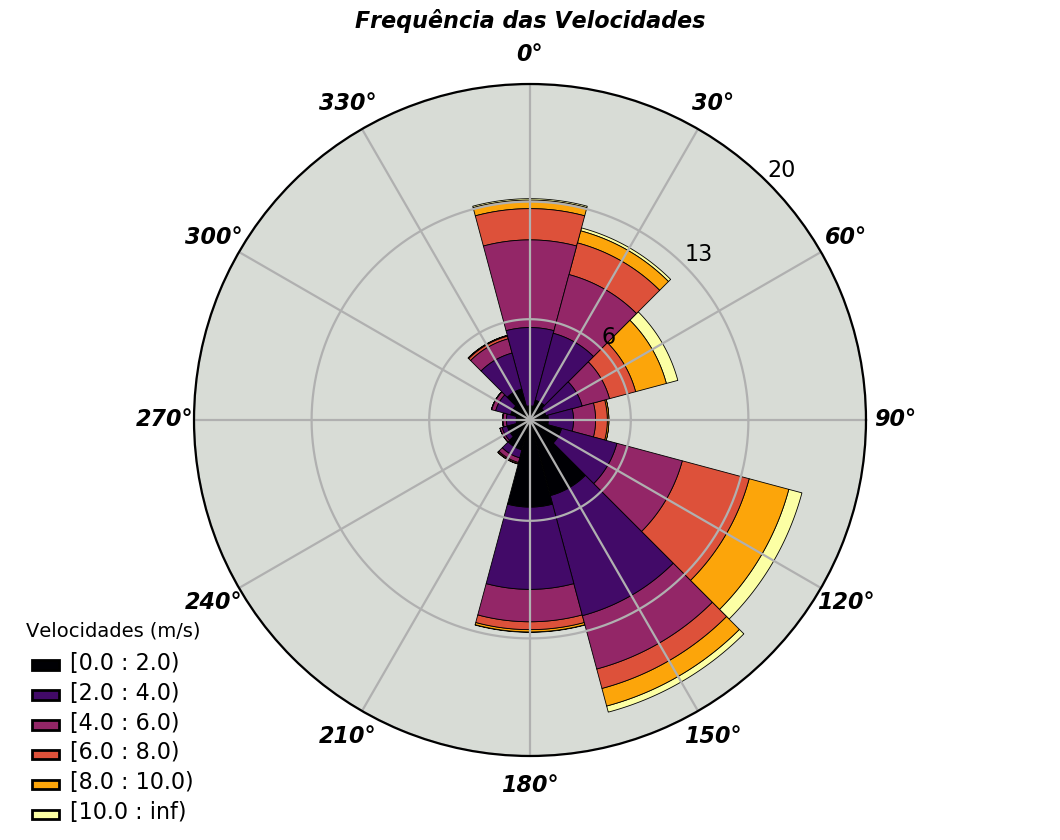 Frequência das Velocidades
0°
330°
30°
20
300°
60°
13
6
270°
90°
240°
120°
210°
150°
180°
Velocidades (m/s)
[0.0 : 2.0)
[2.0 : 4.0)
[4.0 : 6.0)
[6.0 : 8.0)
[8.0 : 10.0)
[10.0 : inf)